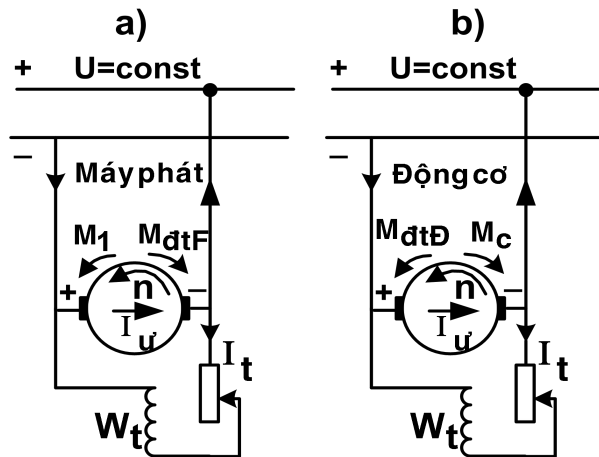 a)
+ U=const
–
Máy phát
M1 MđtF
+ n –
Iư
It
Wt
b)
+ U=const
–
Động cơ
MđtĐ Mc
+ n –
Iư
It
Wt